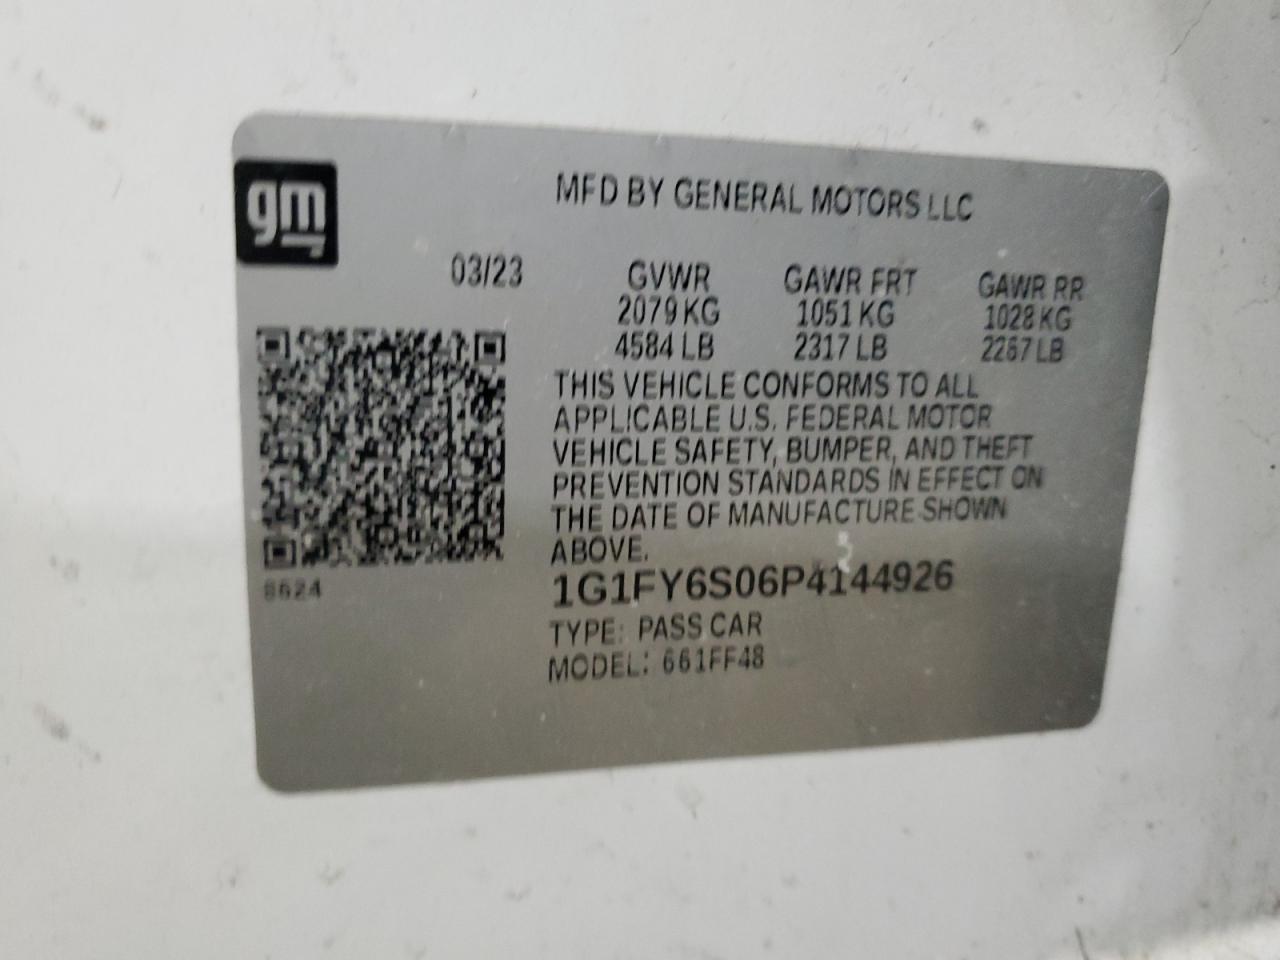 gm
MFD BY GENERAL MOTORS LLC
03/23
GVWR GAWR FRT GAWR RR
2079 KG 1051 KG 1028 KG
4584 LB 2317 LB 2267 LB
THIS VEHICLE CONFORMS TO ALL
APPLICABLE U.S. FEDERAL MOTOR
VEHICLE SAFETY, BUMPER, AND THEFT
PREVENTION STANDARDS IN EFFECT ON
THE DATE OF MANUFACTURE SHOWN
ABOVE.
8624
1G1FY6S06P4144926
TYPE: PASS CAR
MODEL: 661FF48